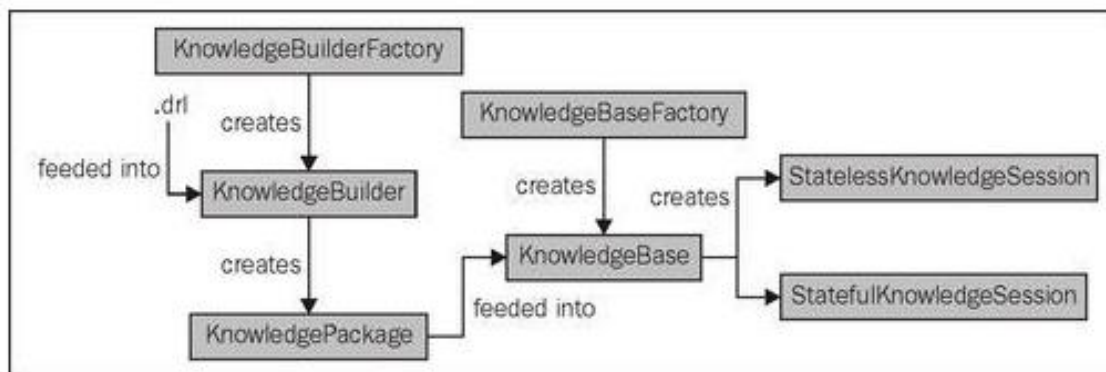 KnowledgeBuilderFactory
.drl
creates
KnowledgeBaseFactory
feeded into
KnowledgeBuilder
creates
creates
StatelessKnowledgeSession
creates
KnowledgeBase
feeded into
StatefulKnowledgeSession
KnowledgePackage